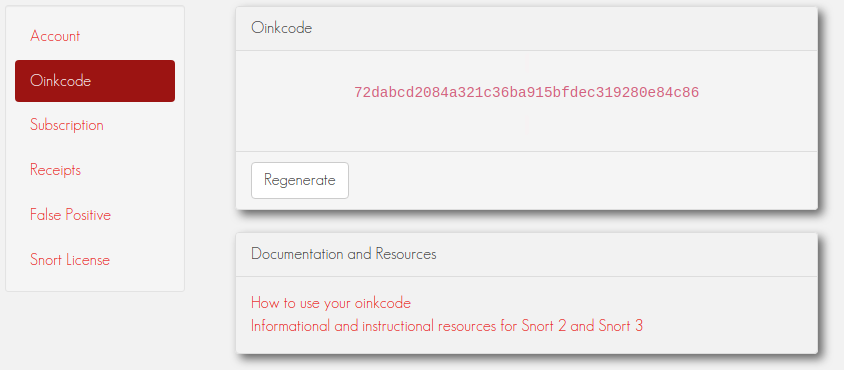 Account
Oinkcode
Subscription
Receipts
False Positive
Snort License
Oinkcode
72dabcd2084a321c36ba915bfdec319280e84c86
Regenerate
Documentation and Resources
How to use your oinkcode
Informational and instructional resources for Snort 2 and Snort 3